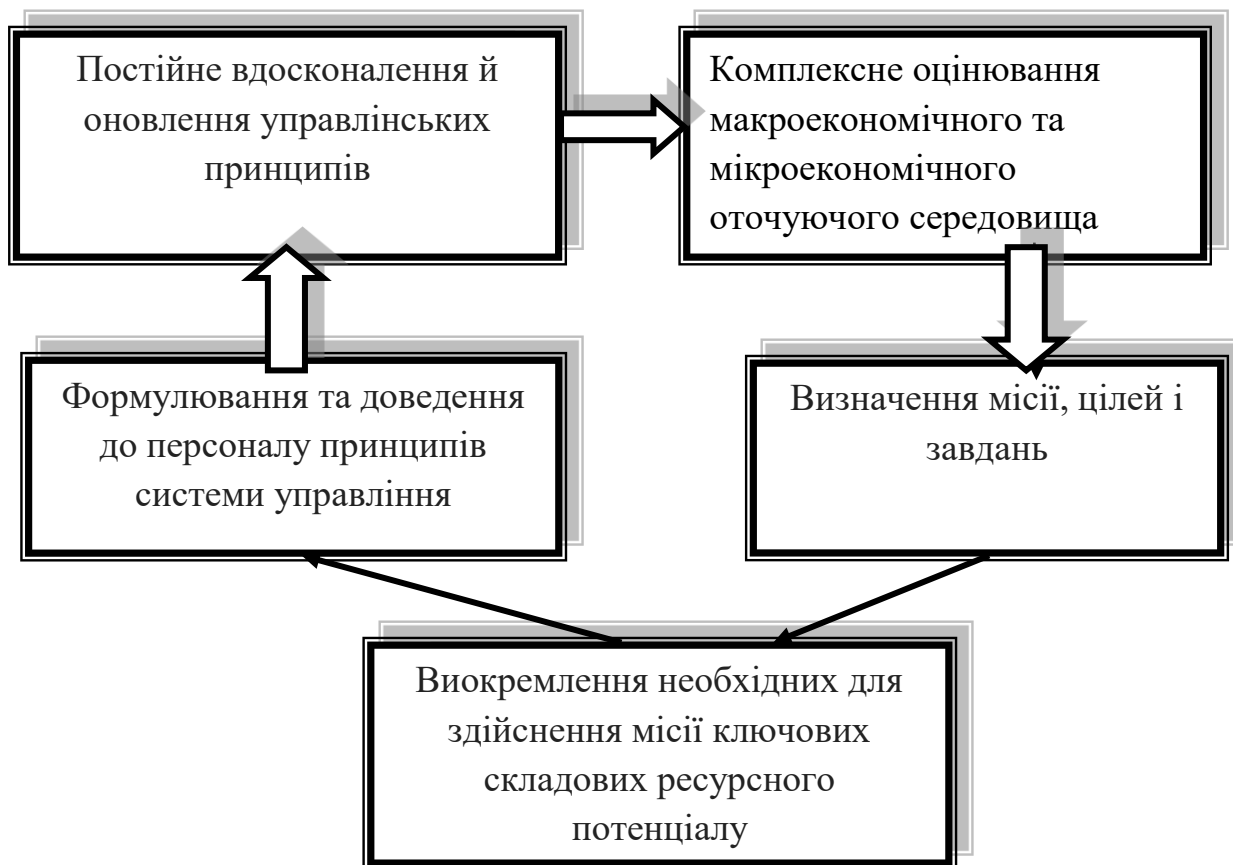 Постійне вдосконалення й
оновлення управлінських
принципів
Комплексне оцінювання
макроекономічного та
мікроекономічного
оточуючого середовища
Формулювання та доведення
до персоналу принципів
системи управління
Визначення місії, цілей і
завдань
Виокремлення необхідних для
здійснення місії ключових
складових ресурсного
потенціалу